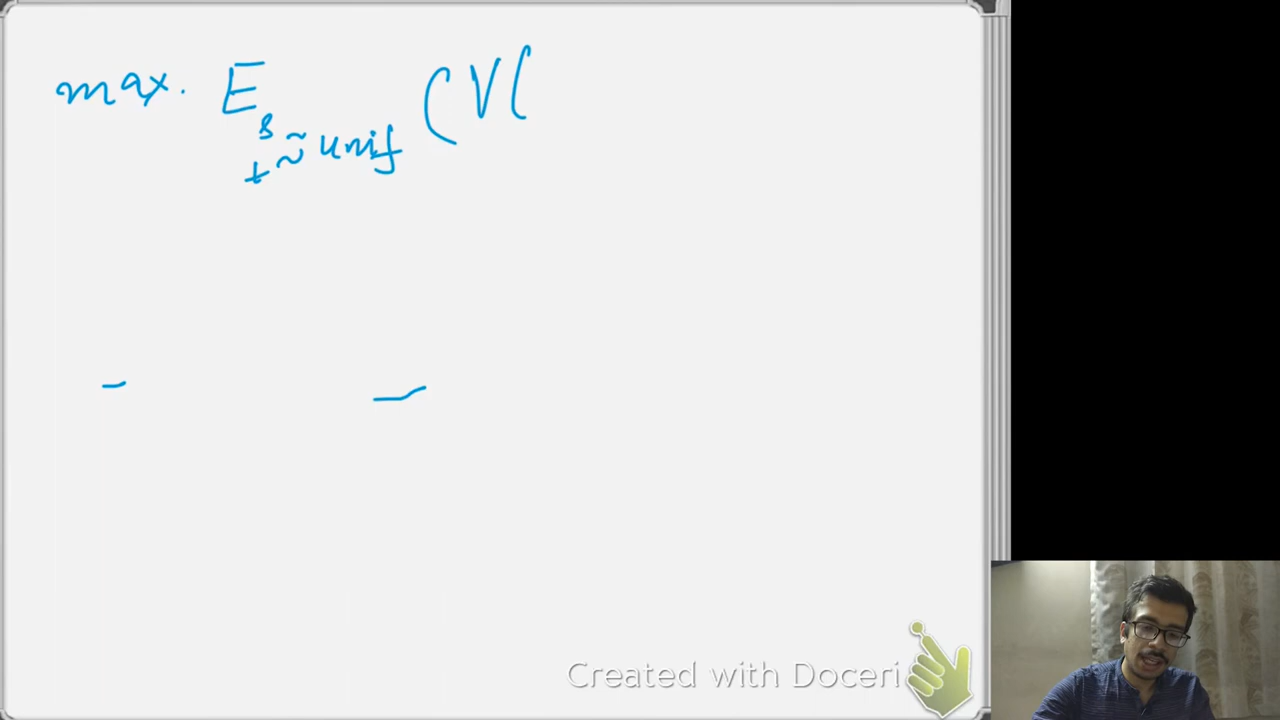 max. E s ~ unif ( V (
t ~
Created with Doceri